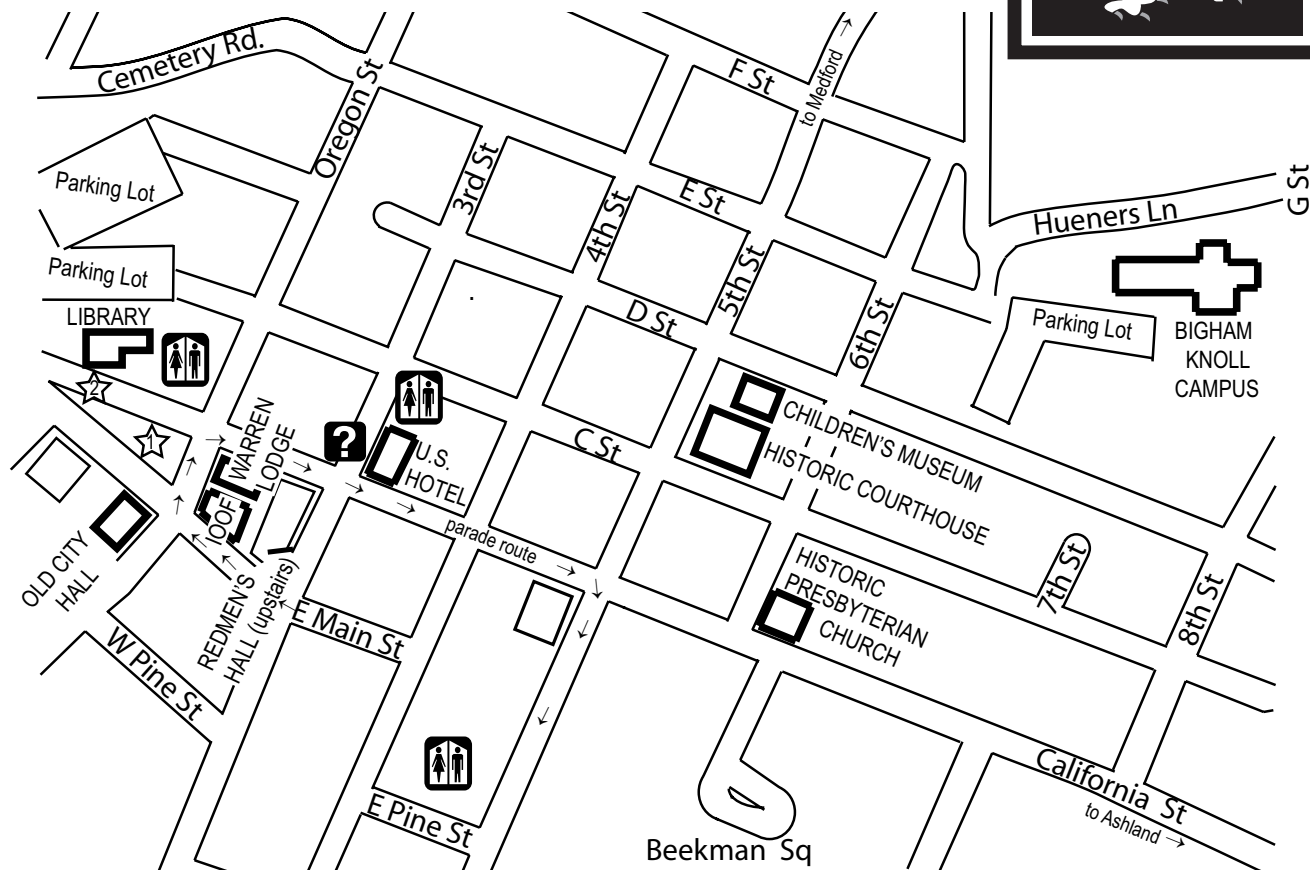 Cemetery Rd.
Oregon St
F St
to Medford →
Parking Lot
3rd St
E St
4th St
Hueners Ln
G St
Parking Lot
5th St
D St
6th St
Parking Lot
LIBRARY
BIGHAM
KNOLL
CAMPUS
2
1
WARREN
LODGE
?
U.S.
HOTEL
C St
CHILDREN'S MUSEUM
HISTORIC COURTHOUSE
IOOF
parade route
OLD CITY
HALL
REDMEN'S
HALL (upstairs)
E Main St
HISTORIC
PRESBYTERIAN
CHURCH
7th St
8th St
W Pine St
E Pine St
California St
to Ashland →
Beekman Sq